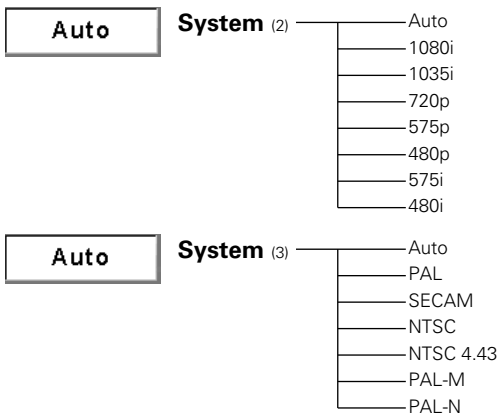 Auto System (2) Auto
1080i
1035i
720p
575p
480p
575i
480i
Auto System (3) Auto
PAL
SECAM
NTSC
NTSC 4.43
PAL-M
PAL-N